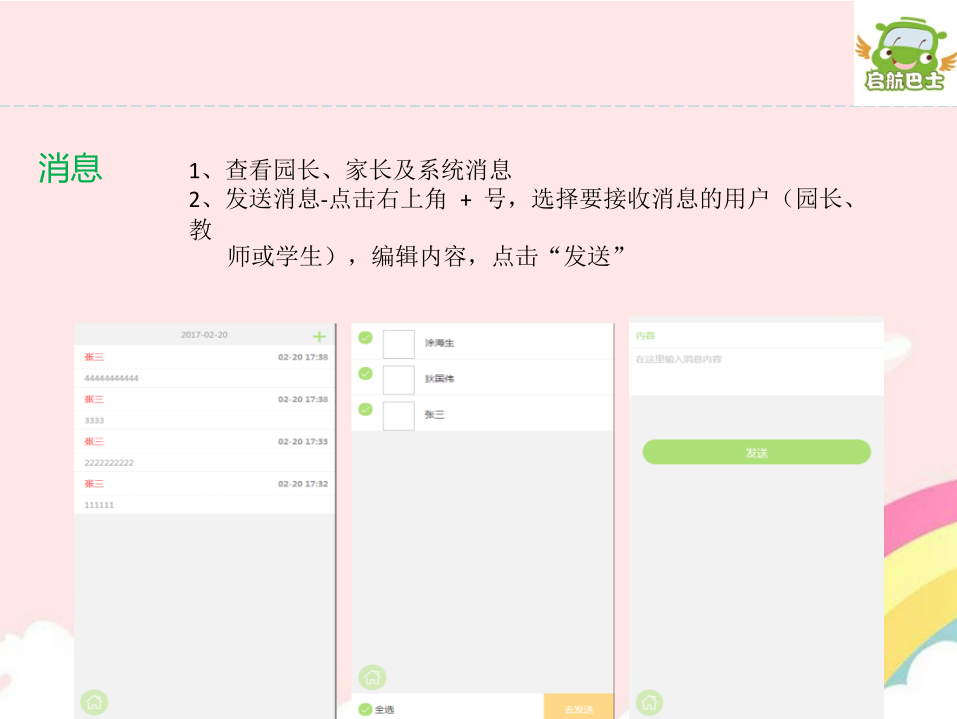 启航巴士
消息
1、查看园长、家长及系统消息
2、发送消息-点击右上角 + 号，选择要接收消息的用户（园长、
教
师或学生），编辑内容，点击“发送”
2017-02-20
+
张三 02-20 17:38
44444444444
张三 02-20 17:38
3333
张三 02-20 17:33
2222222222
张三 02-20 17:32
111111
涂海生
狄国伟
张三
全选
去发送
内容
在这里输入消息内容
发送